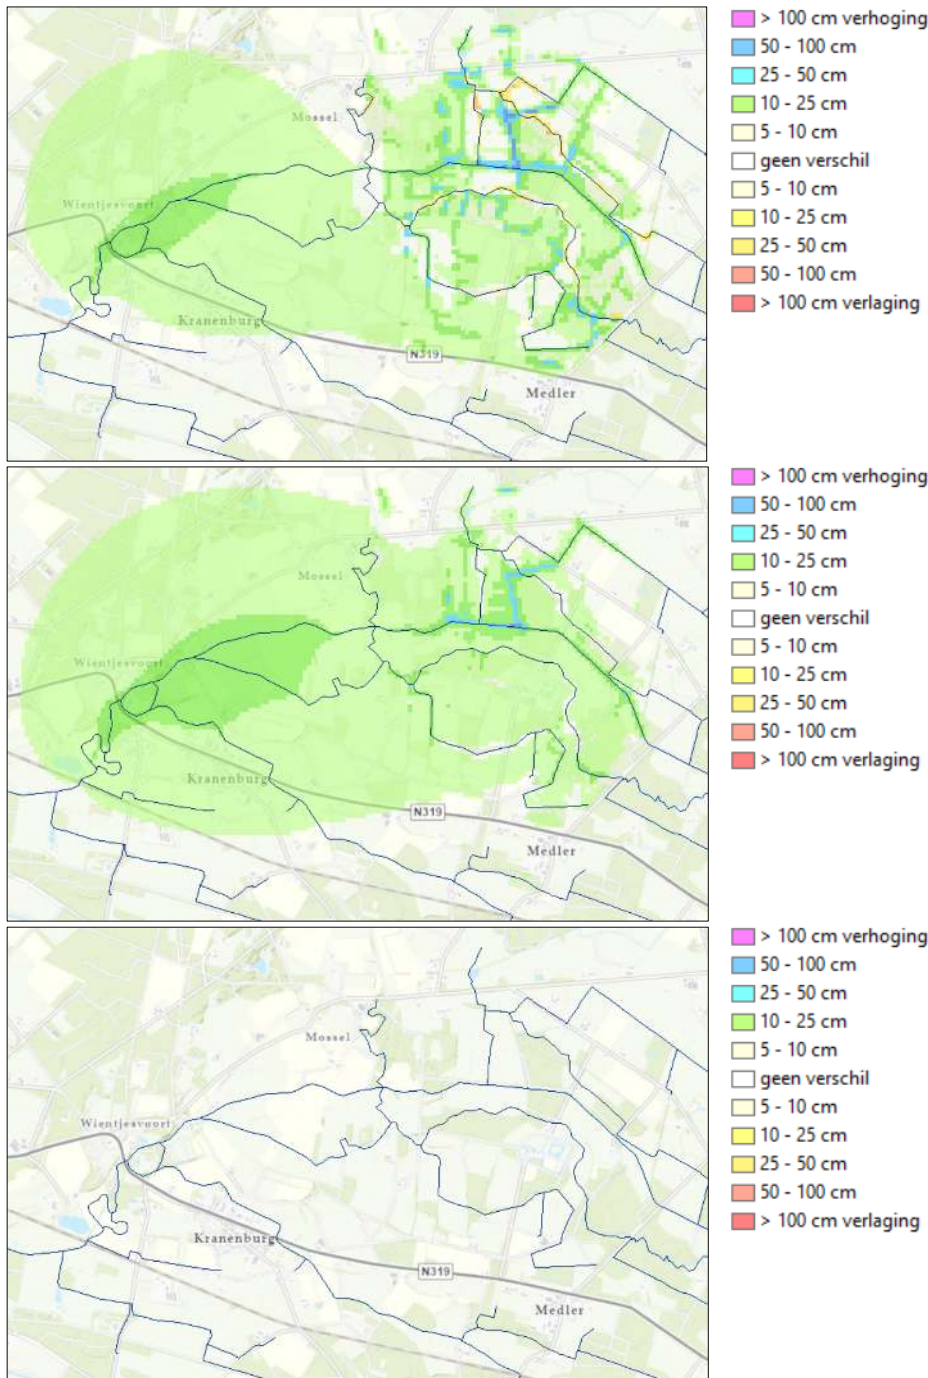 > 100 cm verhoging
50 - 100 cm
25 - 50 cm
10 - 25 cm
5 - 10 cm
geen verschil
5 - 10 cm
10 - 25 cm
25 - 50 cm
50 - 100 cm
> 100 cm verlaging
Mossel
Wientjesvoort
Kranenburg
N319
Medler
> 100 cm verhoging
50 - 100 cm
25 - 50 cm
10 - 25 cm
5 - 10 cm
geen verschil
5 - 10 cm
10 - 25 cm
25 - 50 cm
50 - 100 cm
> 100 cm verlaging
Mossel
Wientjesvoort
Kranenburg
N319
Medler
> 100 cm verhoging
50 - 100 cm
25 - 50 cm
10 - 25 cm
5 - 10 cm
geen verschil
5 - 10 cm
10 - 25 cm
25 - 50 cm
50 - 100 cm
> 100 cm verlaging
Mossel
Wientjesvoort
Kranenburg
N319
Medler